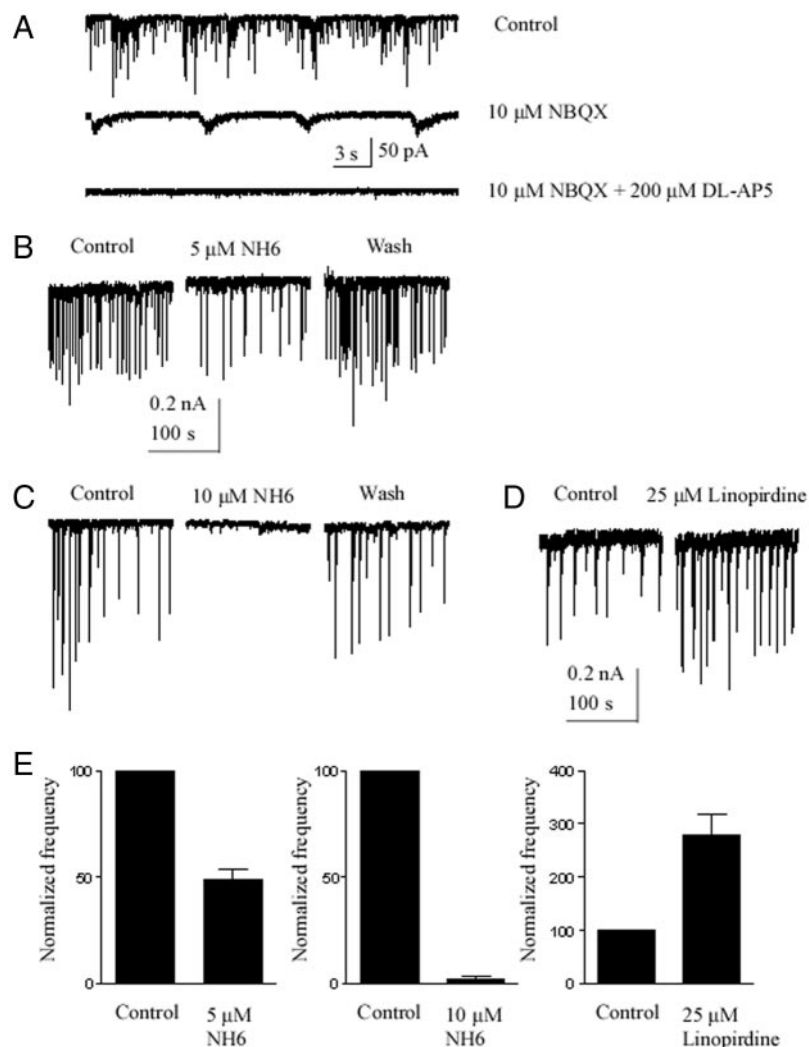 A
Control
10 μM NBQX
3 s 50 pA
10 μM NBQX + 200 μM DL-AP5
B
Control 5 μM NH6 Wash
0.2 nA
100 s
C
Control 10 μM NH6 Wash
D
Control 25 μM Linopirdine
0.2 nA
100 s
E
Normalized frequency
100
50
0
Control 5 μM
NH6
Normalized frequency
100
50
0
Control 10 μM
NH6
Normalized frequency
400
300
200
100
0
Control 25 μM
Linopirdine